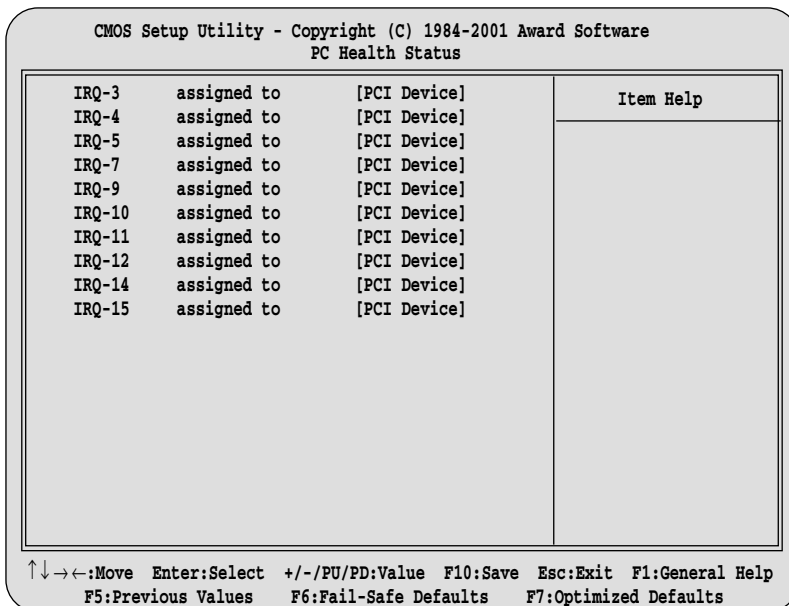 CMOS Setup Utility - Copyright (C) 1984-2001 Award Software
PC Health Status
IRQ-3 assigned to [PCI Device]
IRQ-4 assigned to [PCI Device]
IRQ-5 assigned to [PCI Device]
IRQ-7 assigned to [PCI Device]
IRQ-9 assigned to [PCI Device]
IRQ-10 assigned to [PCI Device]
IRQ-11 assigned to [PCI Device]
IRQ-12 assigned to [PCI Device]
IRQ-14 assigned to [PCI Device]
IRQ-15 assigned to [PCI Device]
Item Help
↑↓→←:Move Enter:Select +/-/PU/PD:Value F10:Save Esc:Exit F1:General Help
F5:Previous Values F6:Fail-Safe Defaults F7:Optimized Defaults